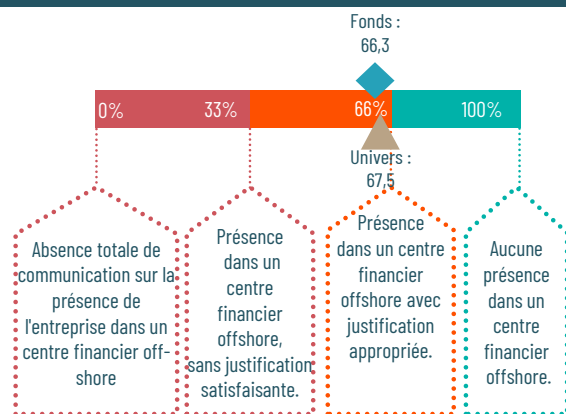 Fonds :
66,3
0%
33%
66%
100%
Univers :
67,5
Absence totale de
communication sur la
présence de
l'entreprise dans un
centre financier off-
shore
Présence
dans un
centre
financier
offshore,
sans justification
satisfaisante.
Présence
dans un centre
financier
offshore avec
justification
appropriée.
Aucune
présence
dans un
centre
financier
offshore.